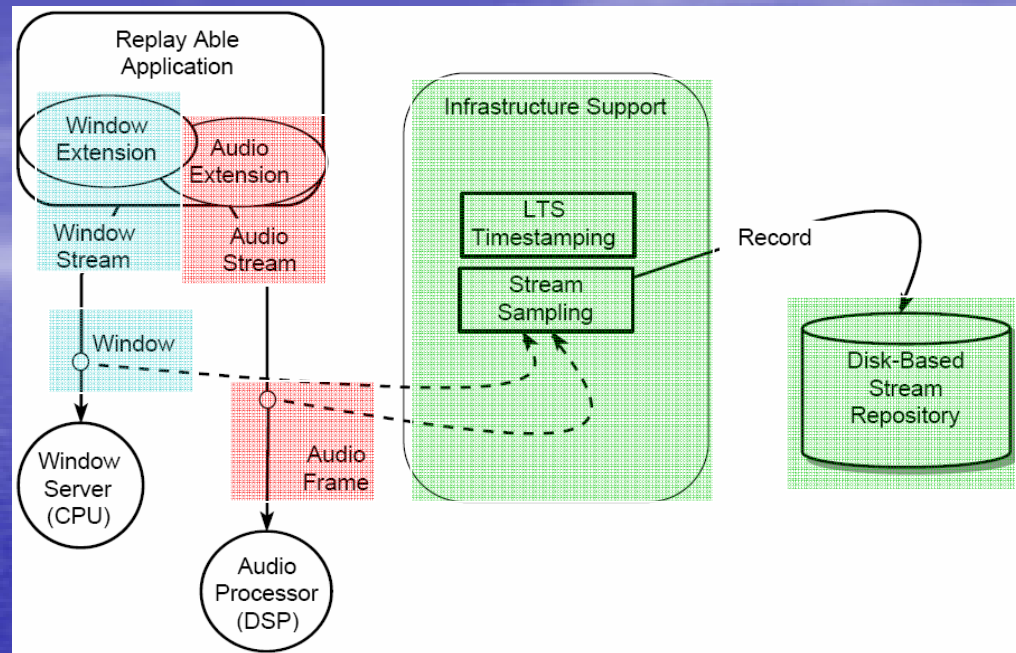 Replay Able
Application
Window
Extension
Audio
Extension
Window
Stream
Audio
Stream
Window
Audio
Frame
Window
Server
(CPU)
Audio
Processor
(DSP)
Infrastructure Support
LTS
Timestamping
Stream
Sampling
Record
Disk-Based
Stream
Repository